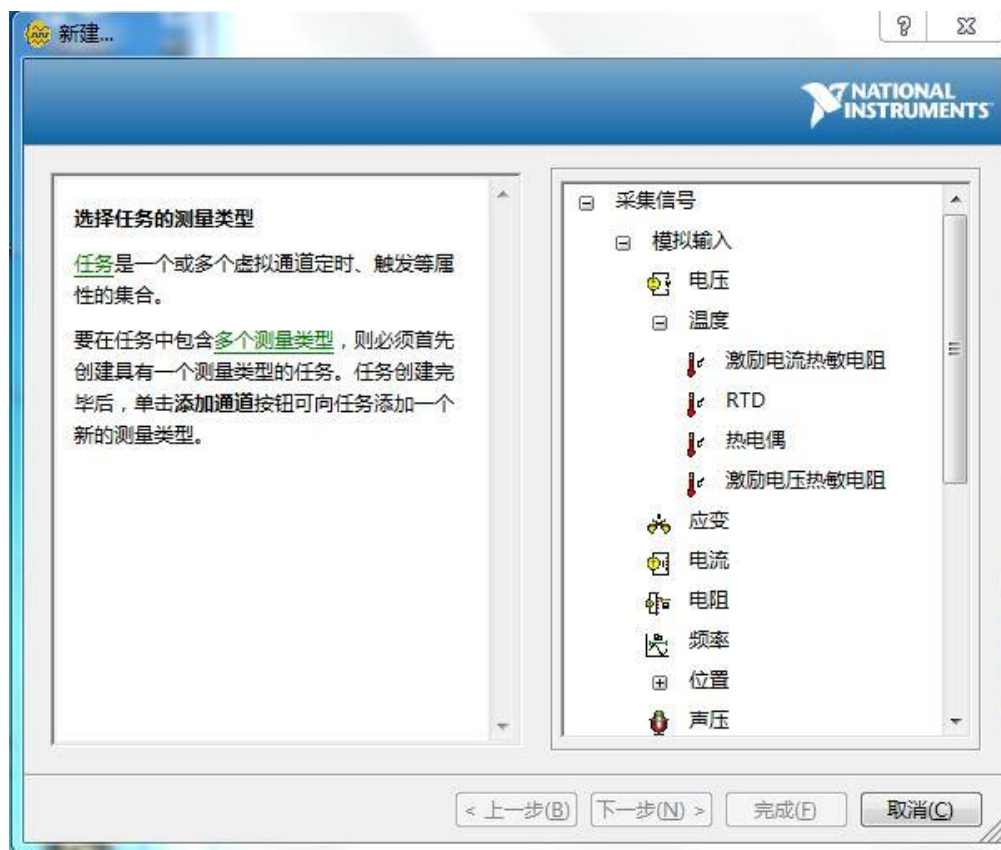 新建...
NATIONAL
INSTRUMENTS
选择任务的测量类型
任务是一个或多个虚拟通道定时、触发等属
性的集合。
要在任务中包含多个测量类型，则必须首先
创建具有一个测量类型的任务。任务创建完
毕后，单击添加通道按钮可向任务添加一个
新的测量类型。
采集信号
模拟输入
电压
温度
激励电流热敏电阻
RTD
热电偶
激励电压热敏电阻
应变
电流
电阻
频率
位置
声压
< 上一步(B)
下一步(N) >
完成(F)
取消(C)